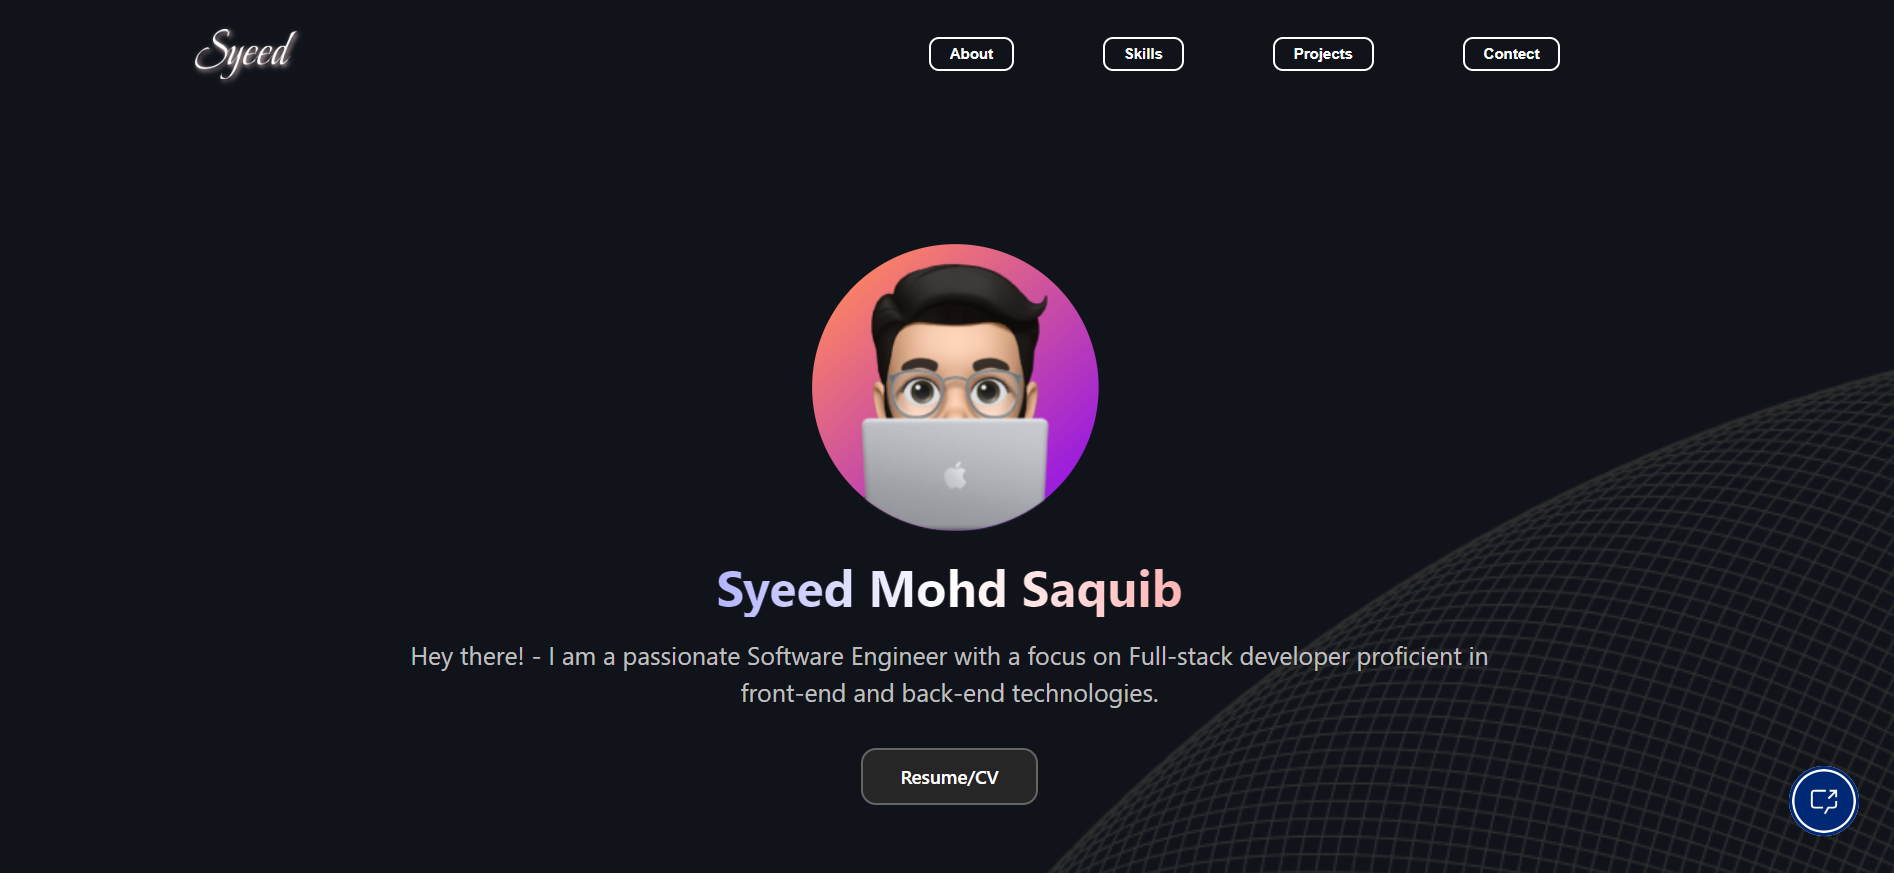 Syeed
About
Skills
Projects
Contect
Syeed Mohd Saquib
Hey there! - I am a passionate Software Engineer with a focus on Full-stack developer proficient in
front-end and back-end technologies.
Resume/CV